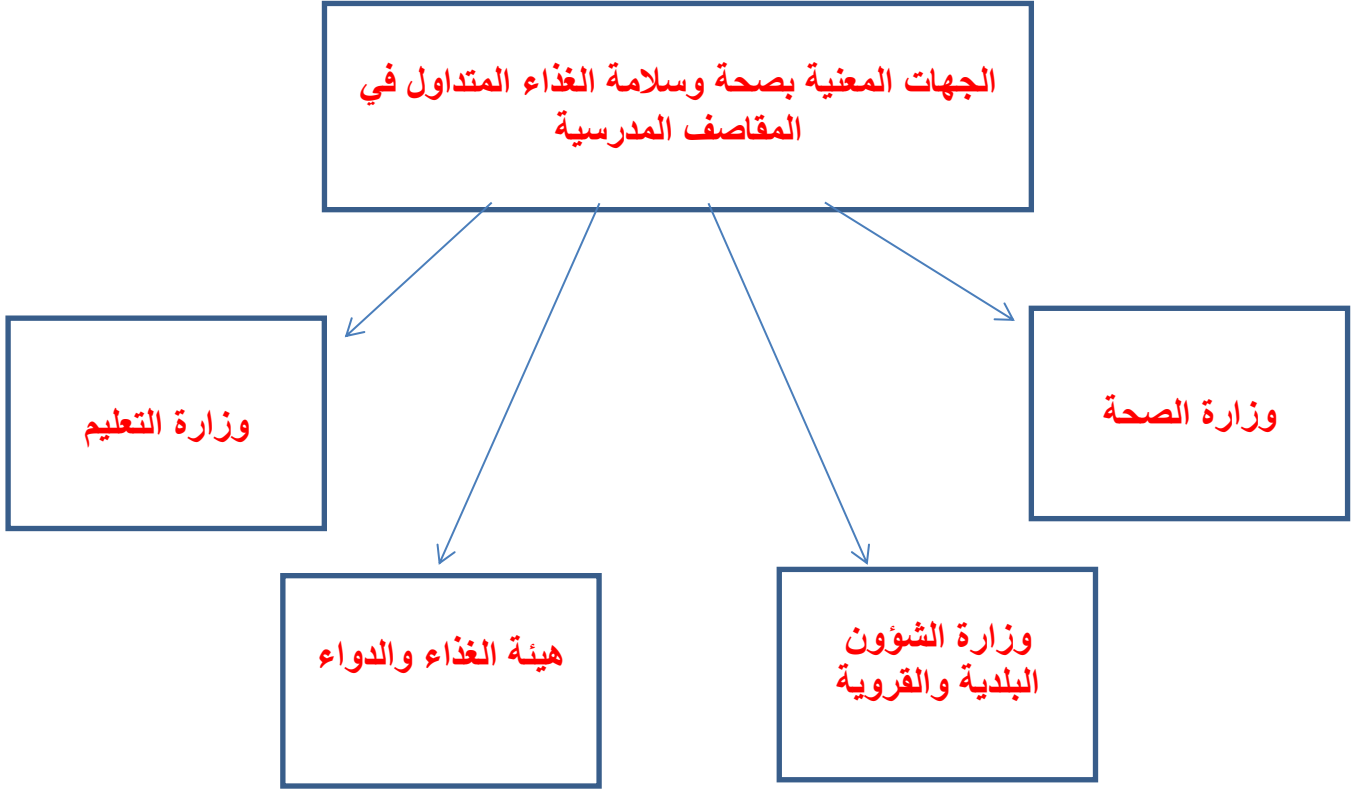 الجهات المعنية بصحة وسلامة الغذاء المتداول في
المقاصف المدرسية
وزارة الصحة
وزارة التعليم
وزارة الشؤون
البلدية والقروية
هيئة الغذاء والدواء